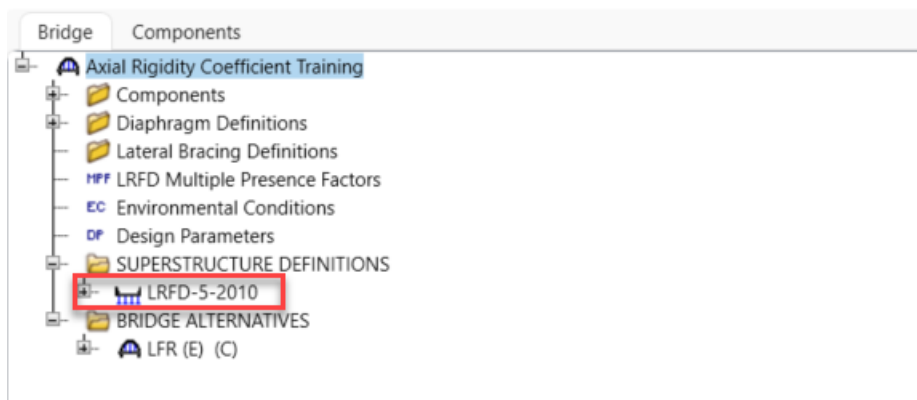 Bridge Components
Axial Rigidity Coefficient Training
Components
Diaphragm Definitions
Lateral Bracing Definitions
MPF LRFD Multiple Presence Factors
EC Environmental Conditions
DP Design Parameters
SUPERSTRUCTURE DEFINITIONS
LRFD-5-2010
BRIDGE ALTERNATIVES
LFR (E) (C)